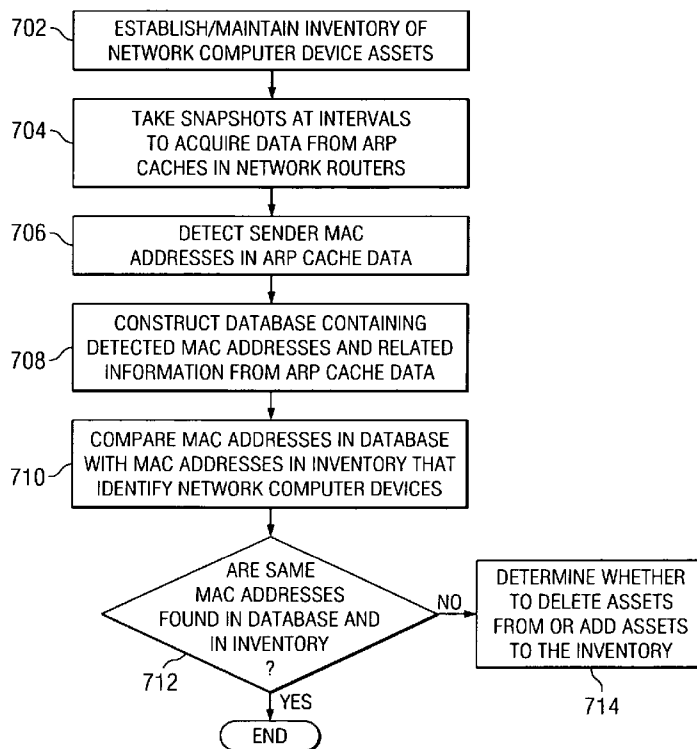 702
ESTABLISH/MAINTAIN INVENTORY OF
NETWORK COMPUTER DEVICE ASSETS
704
TAKE SNAPSHOTS AT INTERVALS
TO ACQUIRE DATA FROM ARP
CACHES IN NETWORK ROUTERS
706
DETECT SENDER MAC
ADDRESSES IN ARP CACHE DATA
708
CONSTRUCT DATABASE CONTAINING
DETECTED MAC ADDRESSES AND RELATED
INFORMATION FROM ARP CACHE DATA
710
COMPARE MAC ADDRESSES IN DATABASE
WITH MAC ADDRESSES IN INVENTORY THAT
IDENTIFY NETWORK COMPUTER DEVICES
ARE SAME
MAC ADDRESSES
FOUND IN DATABASE AND
IN INVENTORY
?
712
NO
DETERMINE WHETHER
TO DELETE ASSETS
FROM OR ADD ASSETS
TO THE INVENTORY
714
YES
END